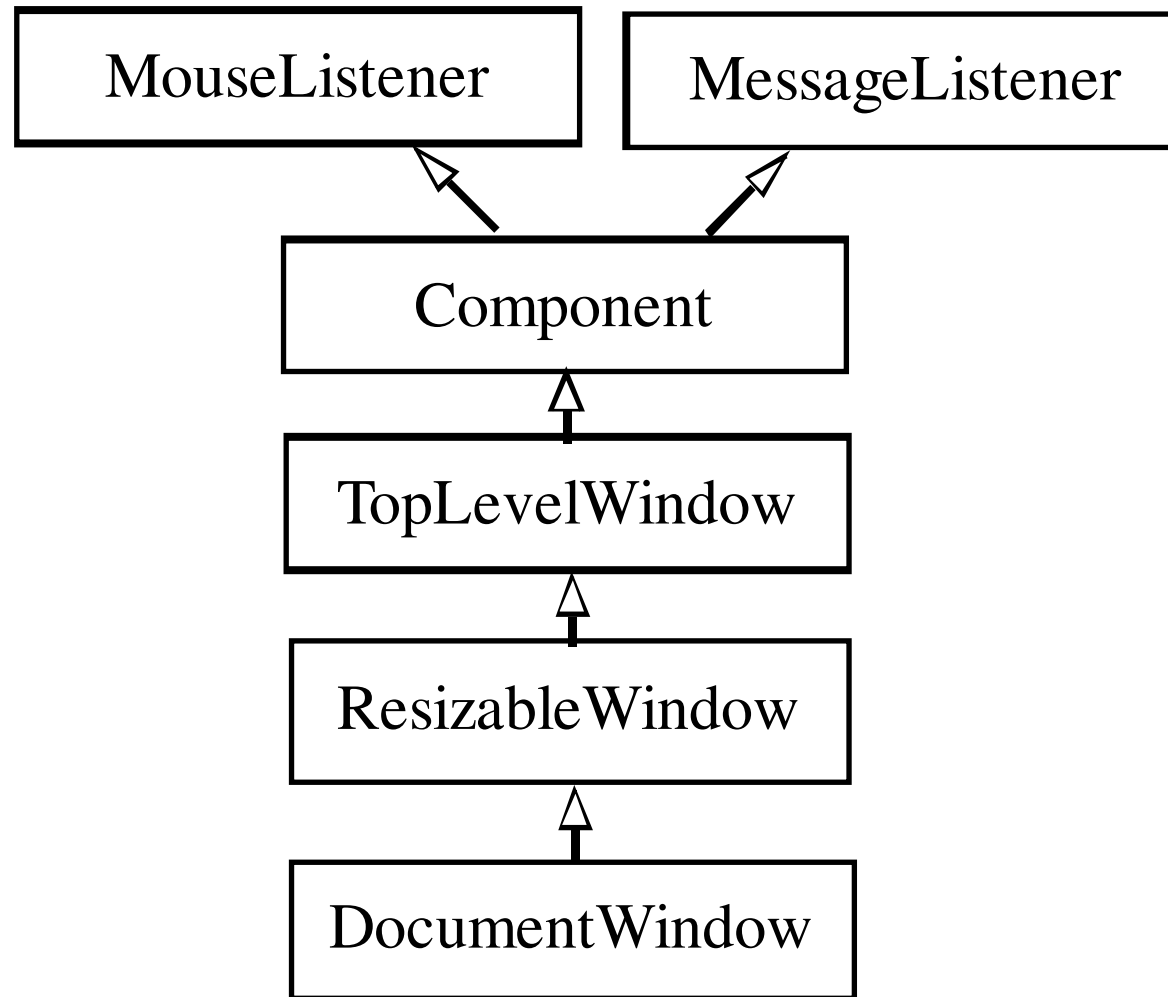 MouseListener
MessageListener
Component
TopLevelWindow
ResizableWindow
DocumentWindow